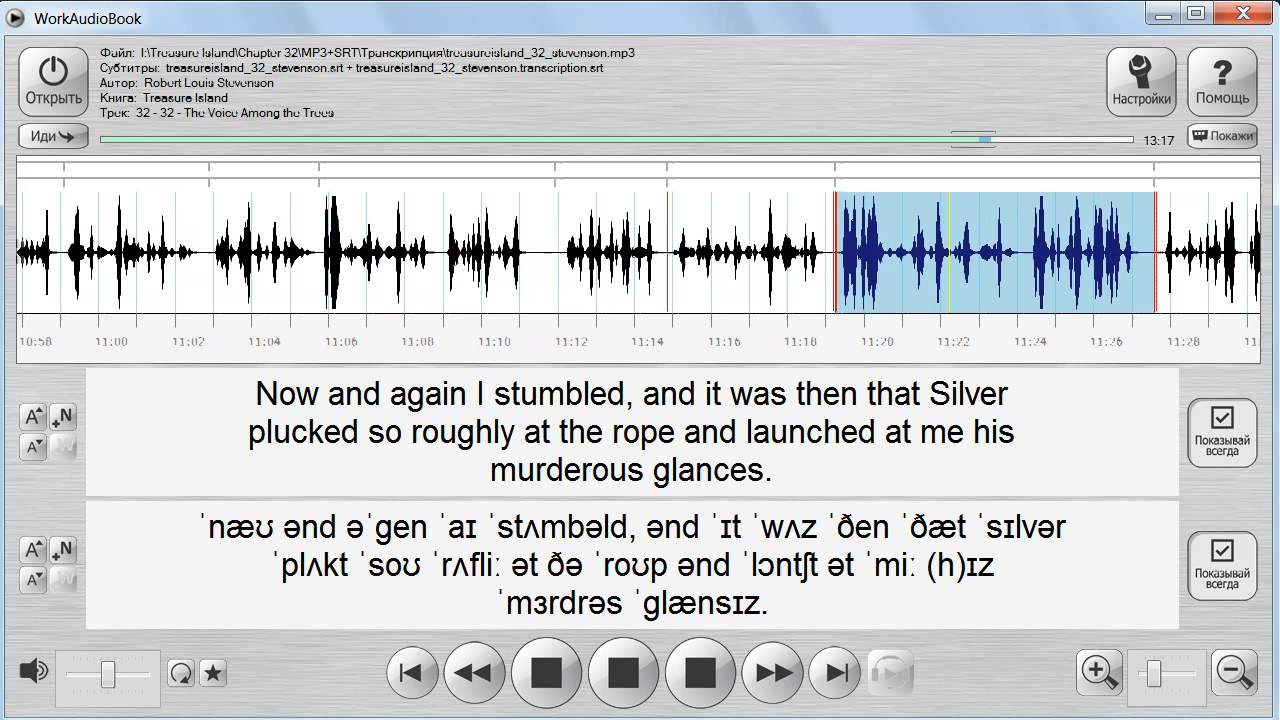 WorkAudioBook
Файл: I:\Treasure Island\Chapter 32\MP3+SRT\Транскрипция\treasureisland_32_stevenson.mp3
Субтитры: treasureisland_32_stevenson.srt + treasureisland_32_stevenson.transcription.srt
Автор: Robert Louis Stevenson
Книга: Treasure Island
Трек: 32 - 32 - The Voice Among the Trees
Открыть
Настройки
? Помощь
Иди
13:17
Покажи
10:58 11:00 11:02 11:04 11:06 11:08 11:10 11:12 11:14 11:16 11:18 11:20 11:22 11:24 11:26 11:28 11:
Now and again I stumbled, and it was then that Silver
plucked so roughly at the rope and launched at me his
murderous glances.
A N
A W
Показывай
всегда
ˈnæʊ ənd əˈgen ˈaɪ ˈstʌmbəld, ənd ˈɪt ˈwʌz ˈðen ˈðæt ˈsɪlvər
ˈplʌkt ˈsoʊ ˈrʌfliː ət ðə ˈroʊp ənd ˈlɔntʃt ət ˈmiː (h)ɪz
ˈmɜrdrəs ˈglænsɪz.
A N
A W
Показывай
всегда